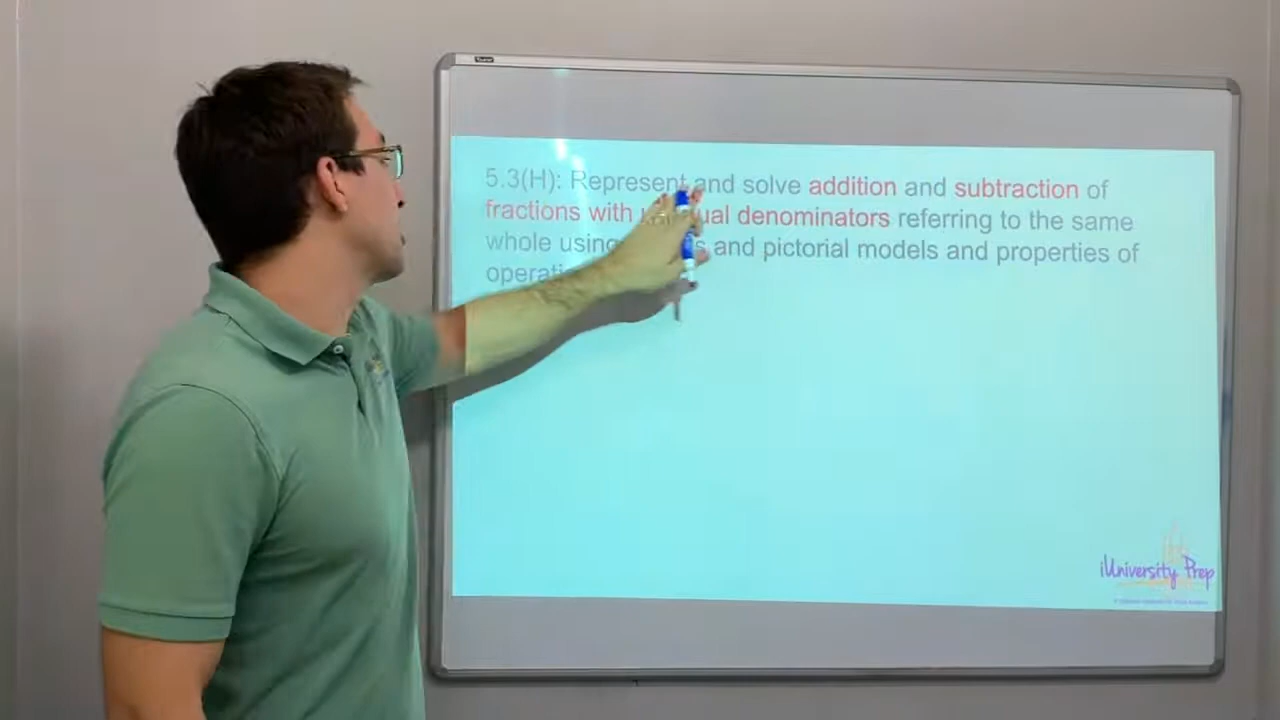 5.3(H): Represent and solve addition and subtraction of
fractions with denominators referring to the same
whole using and pictorial models and properties of
iUniversity Prep